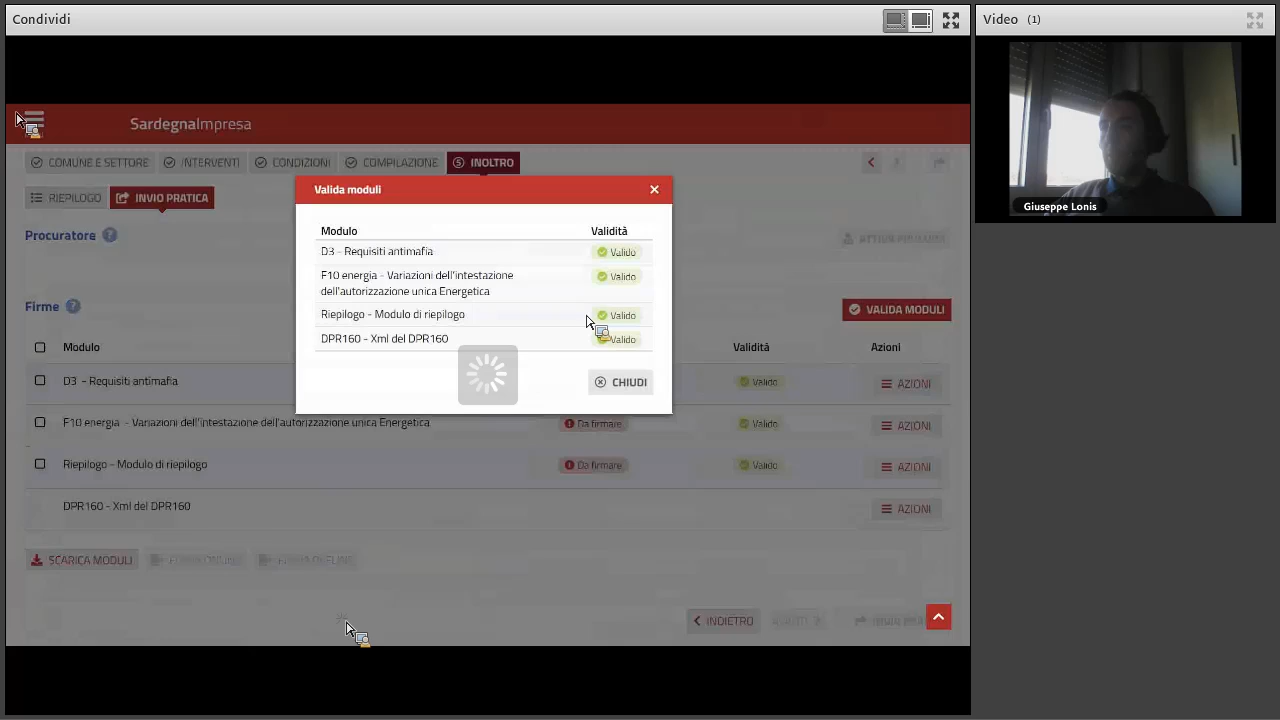 Condividi
Video (1)
SardegnaImpresa
COMUNE E SETTORE
INTERVENTI
CONDIZIONI
COMPILAZIONE
5 INOLTRO
RIEPILOGO
INVIO PRATICA
Valida moduli
Giuseppe Lonis
Procuratore ?
Modulo Validità
D3 - Requisiti antimafia Valido
F10 energia - Variazioni dell'intestazione
dell'autorizzazione unica Energetica Valido
Riepilogo - Modulo di riepilogo Valido
DPR160 - Xml del DPR160 Valido
CHIUDI
Firme ?
VALIDA MODULI
Modulo Validità Azioni
D3 - Requisiti antimafia Valido AZIONI
F10 energia - Variazioni dell'intestazione dell'autorizzazione unica Energetica Da firmare Valido AZIONI
Riepilogo - Modulo di riepilogo Da firmare Valido AZIONI
DPR160 - Xml del DPR160 AZIONI
SCARICA MODULI
INDIETRO